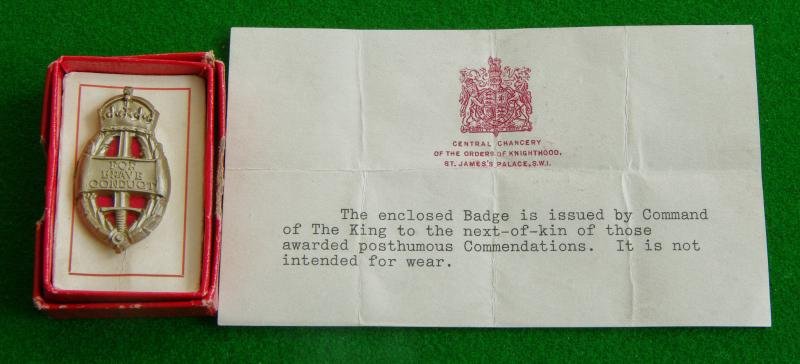 FOR
BRAVE
CONDUCT
CENTRAL CHANCERY
OF THE ORDERS OF KNIGHTHOOD,
ST. JAMES'S PALACE, S.W.1.
The enclosed Badge is issued by Command
of The King to the next-of-kin of those
awarded posthumous Commendations. It is not
intended for wear.